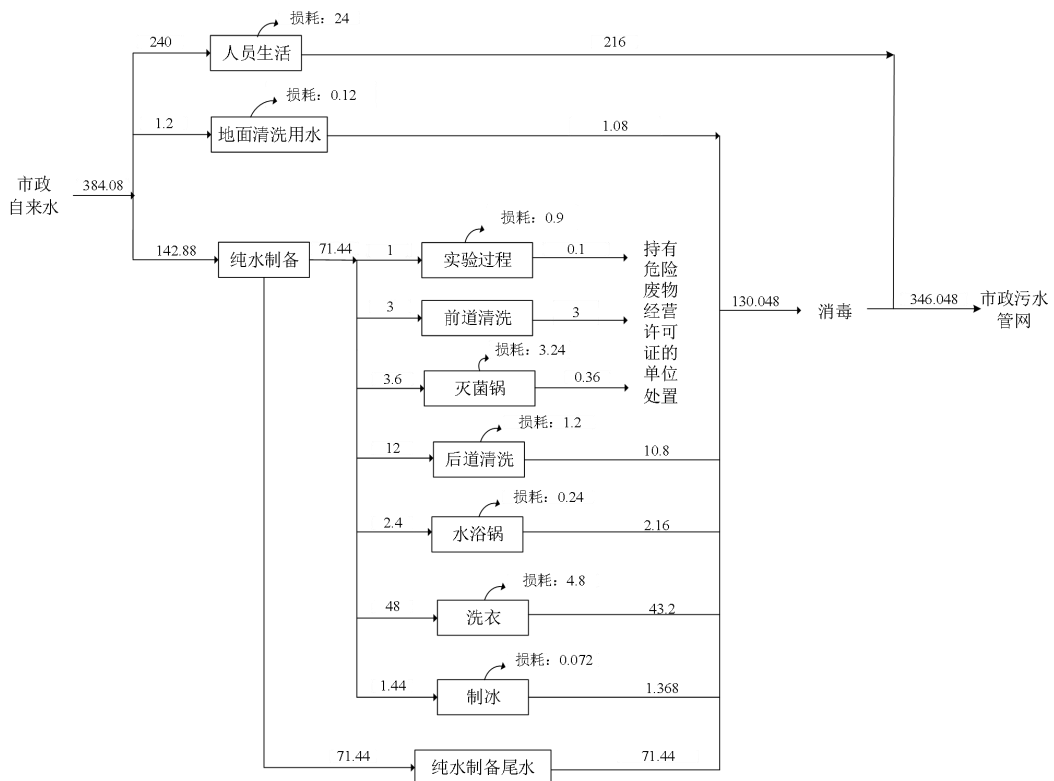 损耗：24
240
人员生活
216
损耗：0.12
1.2
地面清洗用水
1.08
市政
自来水
384.08
142.88
纯水制备
71.44
损耗：0.9
1
实验过程
0.1
3
前道清洗
3
损耗：3.24
3.6
灭菌锅
0.36
持有
危险
废物
经营
许可
证的
单位
处置
130.048
消毒
346.048
市政污水
管网
损耗：1.2
12
后道清洗
10.8
损耗：0.24
2.4
水浴锅
2.16
损耗：4.8
48
洗衣
43.2
损耗：0.072
1.44
制冰
1.368
71.44
纯水制备尾水
71.44